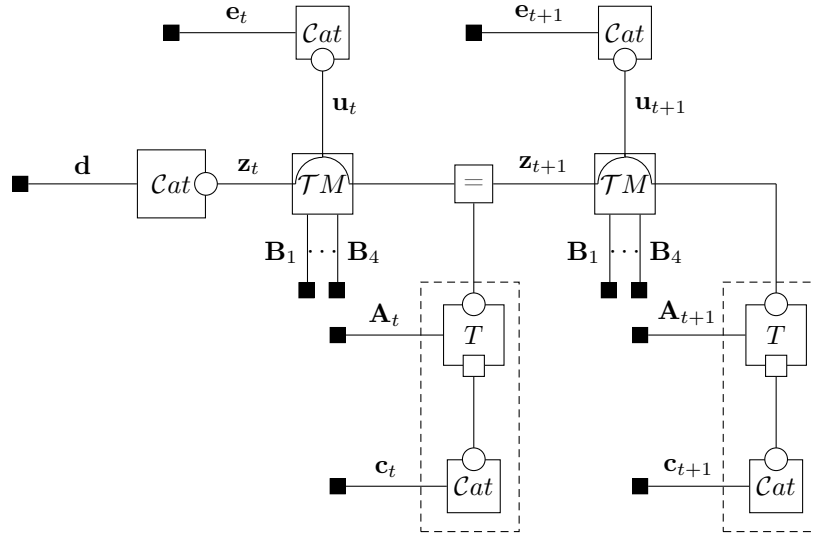 e_t e_{t+1}
Cat Cat
u_t u_{t+1}
d Cat z_t TM = z_{t+1} TM
B_1 ··· B_4 B_1 ··· B_4
A_t T A_{t+1} T
c_t Cat c_{t+1} Cat